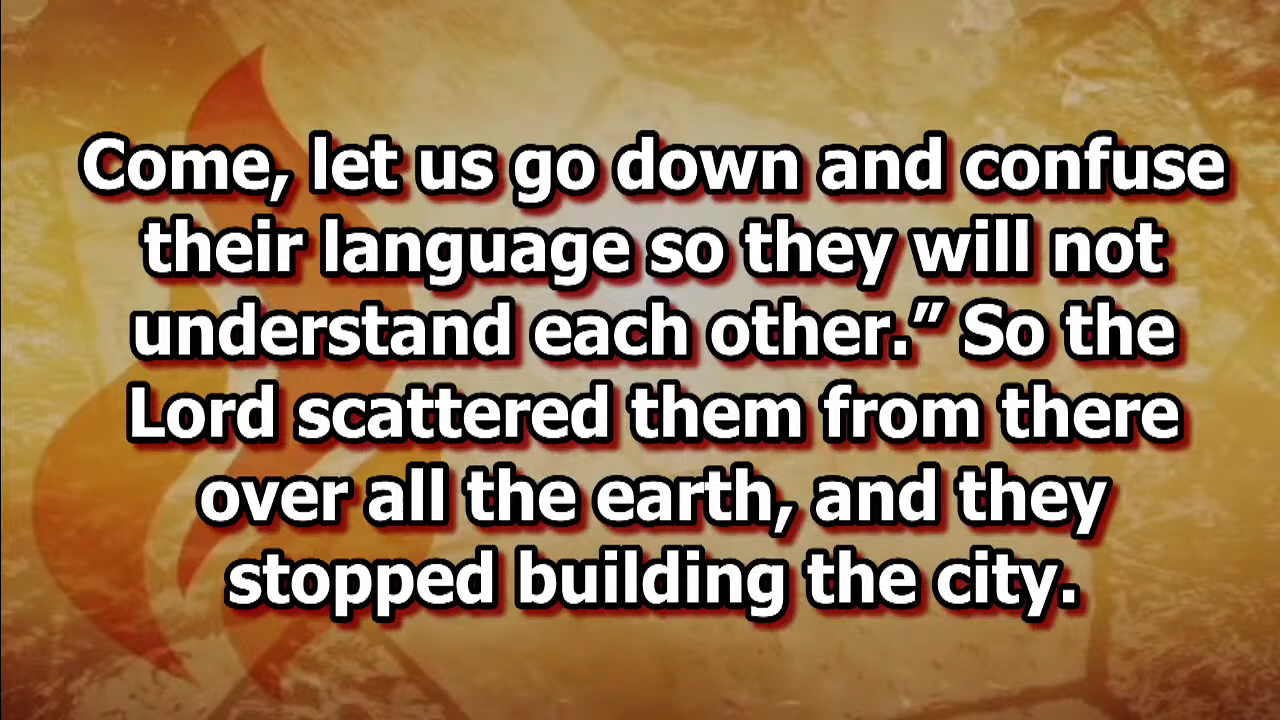 Come, let us go down and confuse
their language so they will not
understand each other.” So the
Lord scattered them from there
over all the earth, and they
stopped building the city.